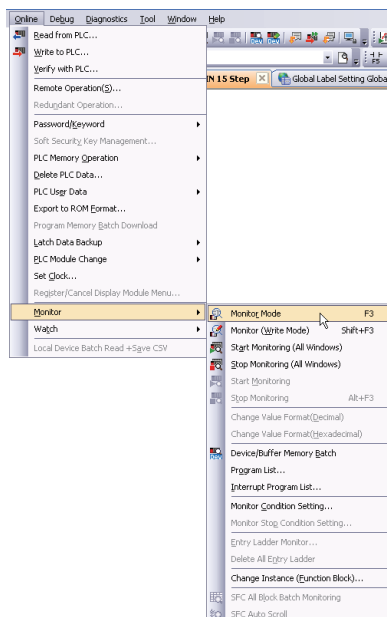 Online Debug Diagnostics Tool Window Help
Read from PLC...
Write to PLC...
Verify with PLC...
Remote Operation(S)...
Redundant Operation...
Password/Keyword
Soft Security Key Management...
PLC Memory Operation
Delete PLC Data...
PLC User Data
Export to ROM Format...
Program Memory Batch Download
Latch Data Backup
PLC Module Change
Set Clock...
Register/Cancel Display Module Menu...
Monitor
Watch
Local Device Batch Read +Save CSV
IN 15 Step Global Label Setting Globa
Monitor Mode F3
Monitor (Write Mode) Shift+F3
Start Monitoring (All Windows)
Stop Monitoring (All Windows)
Start Monitoring
Stop Monitoring Alt+F3
Change Value Format(Decimal)
Change Value Format(Hexadecimal)
Device/Buffer Memory Batch
Program List...
Interrupt Program List...
Monitor Condition Setting...
Monitor Stop Condition Setting...
Entry Ladder Monitor...
Delete All Entry Ladder
Change Instance (Function Block)...
SFC All Block Batch Monitoring
SFC Auto Scroll